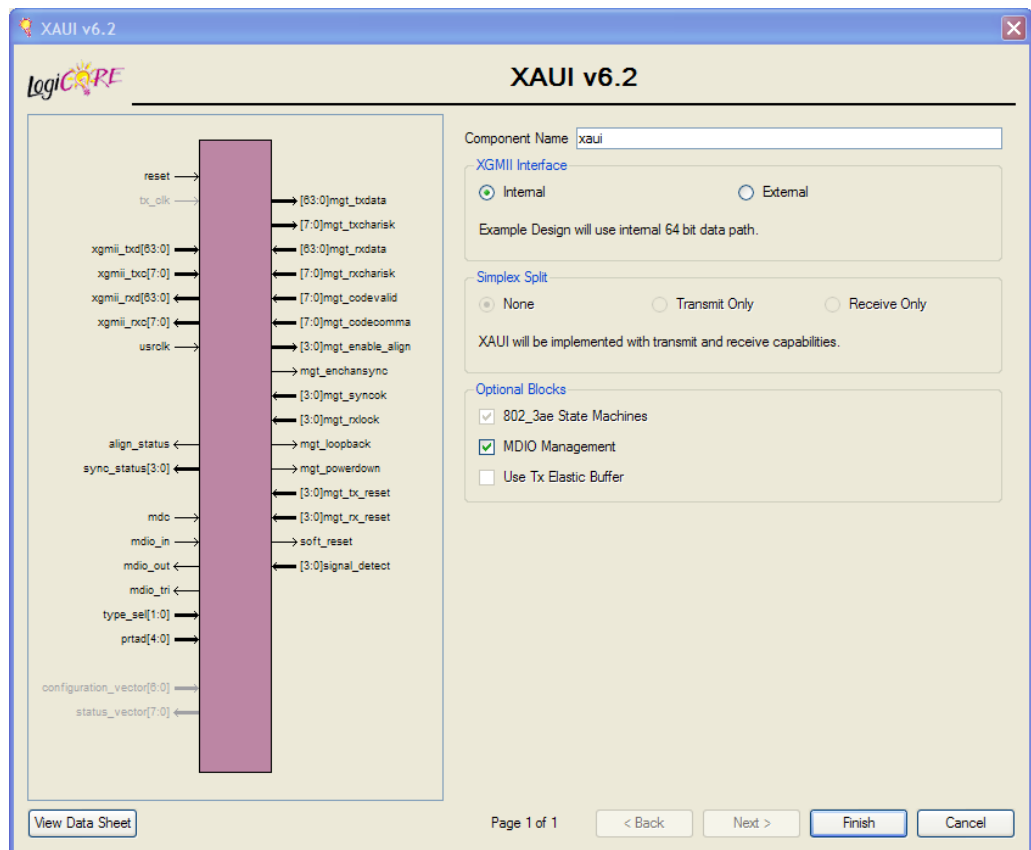 XAUI v6.2
LogiCORE
XAUI v6.2
reset
tx_clk
xgmii_txd[63:0]
xgmii_txc[7:0]
xgmii_rxd[63:0]
xgmii_rxc[7:0]
usrclk
align_status
sync_status[3:0]
mdc
mdio_in
mdio_out
mdio_tri
type_sel[1:0]
prtad[4:0]
configuration_vector[6:0]
status_vector[7:0]
[63:0]mgt_txdata
[7:0]mgt_txcharisk
[63:0]mgt_rxdata
[7:0]mgt_rxcharisk
[7:0]mgt_codevalid
[7:0]mgt_codecomma
[3:0]mgt_enable_align
mgt_enchansync
[3:0]mgt_syncok
[3:0]mgt_rxlock
mgt_loopback
mgt_powerdown
[3:0]mgt_tx_reset
[3:0]mgt_rx_reset
soft_reset
[3:0]signal_detect
Component Name xaui
XGMII Interface
Internal External
Example Design will use internal 64 bit data path.
Simplex Split
None Transmit Only Receive Only
XAUI will be implemented with transmit and receive capabilities.
Optional Blocks
802_3ae State Machines
MDIO Management
Use Tx Elastic Buffer
View Data Sheet Page 1 of 1 < Back Next > Finish Cancel